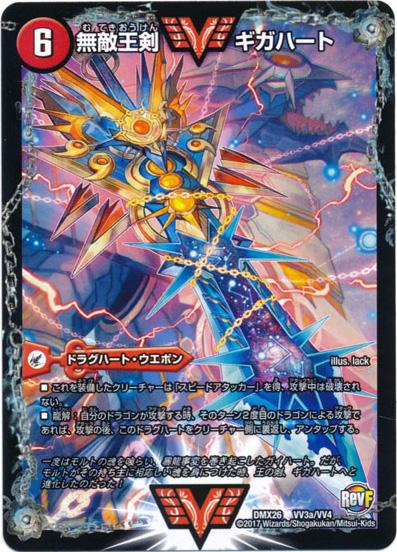 6
むてきおうけん
無敵王剣 ギガハート
ドラグハート・ウエポン
illus. lack
■ これを装備したクリーチャーは「スピードアタッカー」を得、攻撃中は破壊され
ない。
■ 龍解:自分のドラゴンが攻撃する時、そのターン2度目のドラゴンによる攻撃で
あれば、攻撃の後、このドラグハートをクリーチャー側に裏返し、アンタップする。
一度はモルトの魂を喰らい、暴龍事変を巻き起こしたガイハート。だが、
モルトがその持ち主に相応しい魂を身につけた時、王の剣、ギガハートへと
進化したのだった!
RevF
DMX26 VV3a/VV4
©2017 Wizards/Shogakukan/Mitsui-Kids